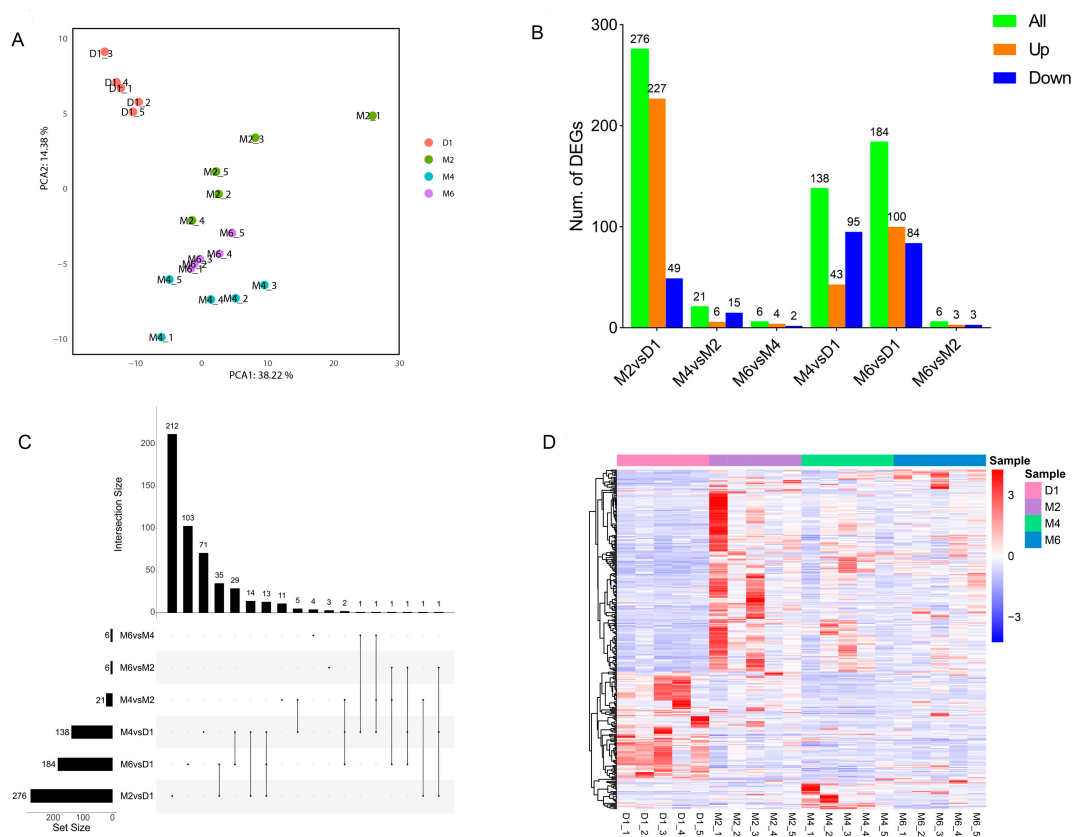 A
10
5
0
−5
−10
PCA2: 14.38 %
D1_3
D1_4
D1_1
D1_2
D1_5
M2_1
M2_3
M2_5
M2_2
M2_4
M6_5
M6_4
M6_3
M6_2
M6_1
M4_5
M4_3
M4_4
M4_2
M4_1
−10
0
10
20
30
PCA1: 38.22 %
D1
M2
M4
M6
B
All
Up
Down
300
200
100
0
Num. of DEGs
276
227
49
21
6
15
6
4
2
138
43
95
184
100
84
6
3
3
M2vsD1
M4vsM2
M6vsM4
M4vsD1
M6vsD1
M6vsM2
C
200
150
100
50
0
Intersection Size
212
103
71
35
29
14
13
11
5
4
3
2
1
1
1
1
1
1
6
M6vsM4
6
M6vsM2
21
M4vsM2
138
M4vsD1
184
M6vsD1
276
M2vsD1
200
100
0
Set Size
D
Sample
3
0
−3
Sample
D1
M2
M4
M6
D1_1
D1_2
D1_3
D1_4
D1_5
M2_1
M2_2
M2_3
M2_4
M2_5
M4_1
M4_2
M4_3
M4_4
M4_5
M6_1
M6_2
M6_3
M6_4
M6_5